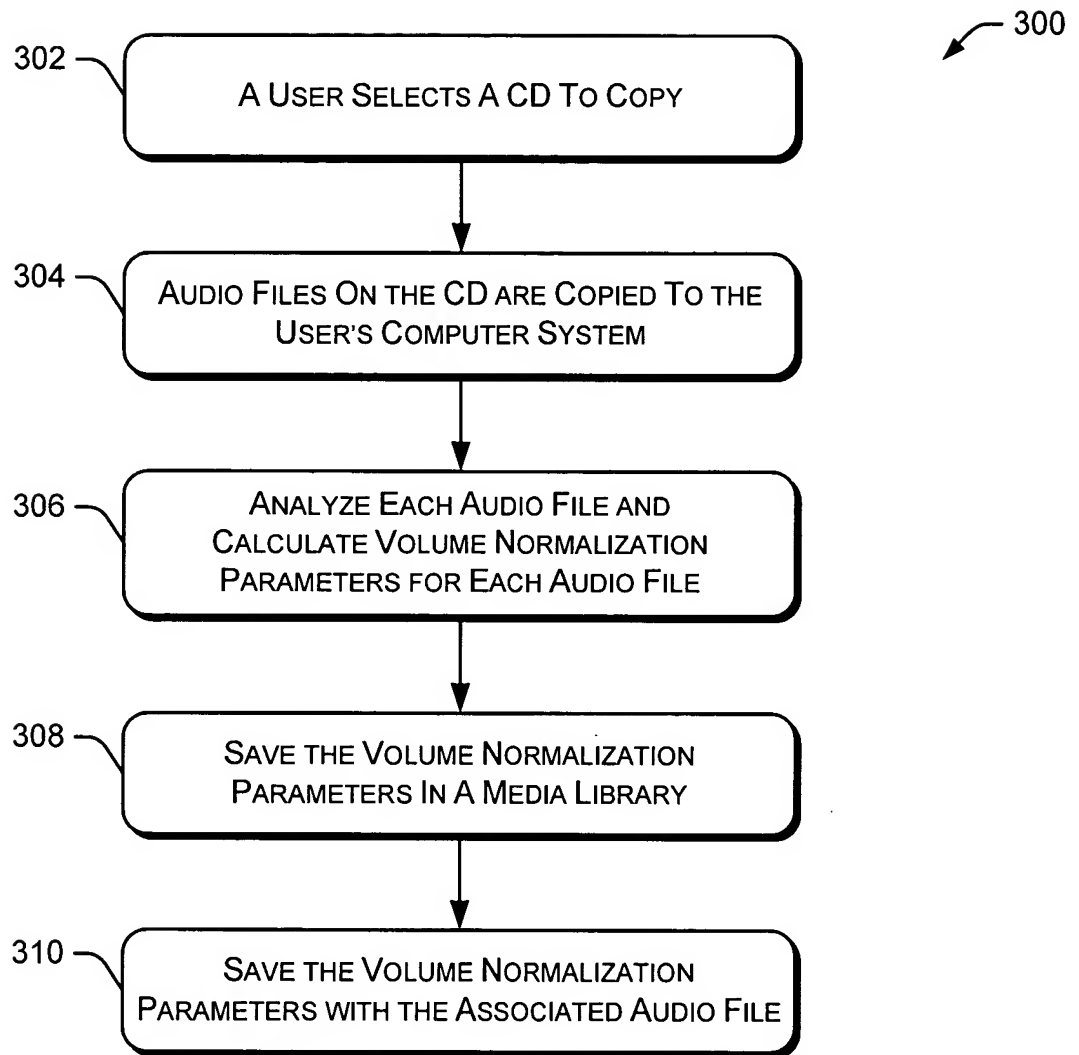 300
302
A USER SELECTS A CD TO COPY
304
AUDIO FILES ON THE CD ARE COPIED TO THE
USER'S COMPUTER SYSTEM
306
ANALYZE EACH AUDIO FILE AND
CALCULATE VOLUME NORMALIZATION
PARAMETERS FOR EACH AUDIO FILE
308
SAVE THE VOLUME NORMALIZATION
PARAMETERS IN A MEDIA LIBRARY
310
SAVE THE VOLUME NORMALIZATION
PARAMETERS WITH THE ASSOCIATED AUDIO FILE